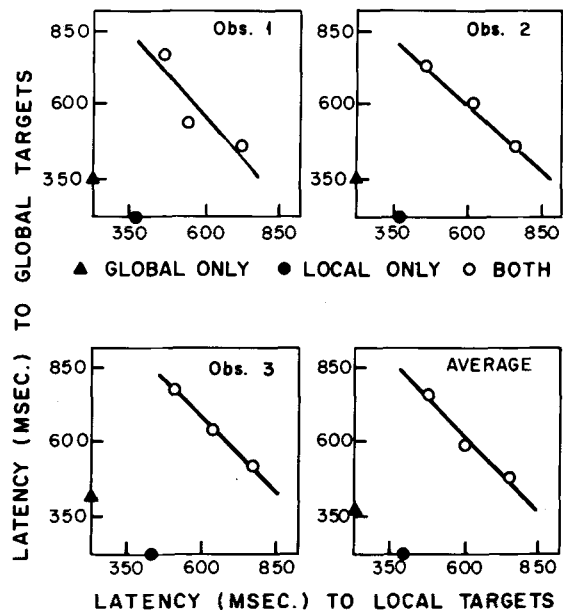 LATENCY (MSEC.) TO GLOBAL TARGETS
Obs. 1
850
600
350
350 600 850
Obs. 2
850
600
350
350 600 850
▲ GLOBAL ONLY ● LOCAL ONLY ○ BOTH
Obs. 3
850
600
350
350 600 850
AVERAGE
850
600
350
350 600 850
LATENCY (MSEC.) TO LOCAL TARGETS